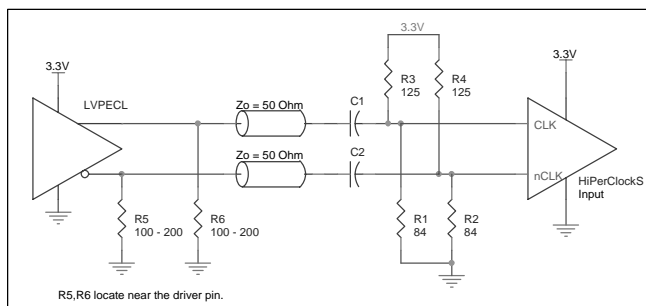 3.3V
3.3V
3.3V
LVPECL
R3
125
R4
125
Zo = 50 Ohm
C1
CLK
Zo = 50 Ohm
C2
nCLK
HiPerClockS
Input
R5
100 - 200
R6
100 - 200
R1
84
R2
84
R5,R6 locate near the driver pin.